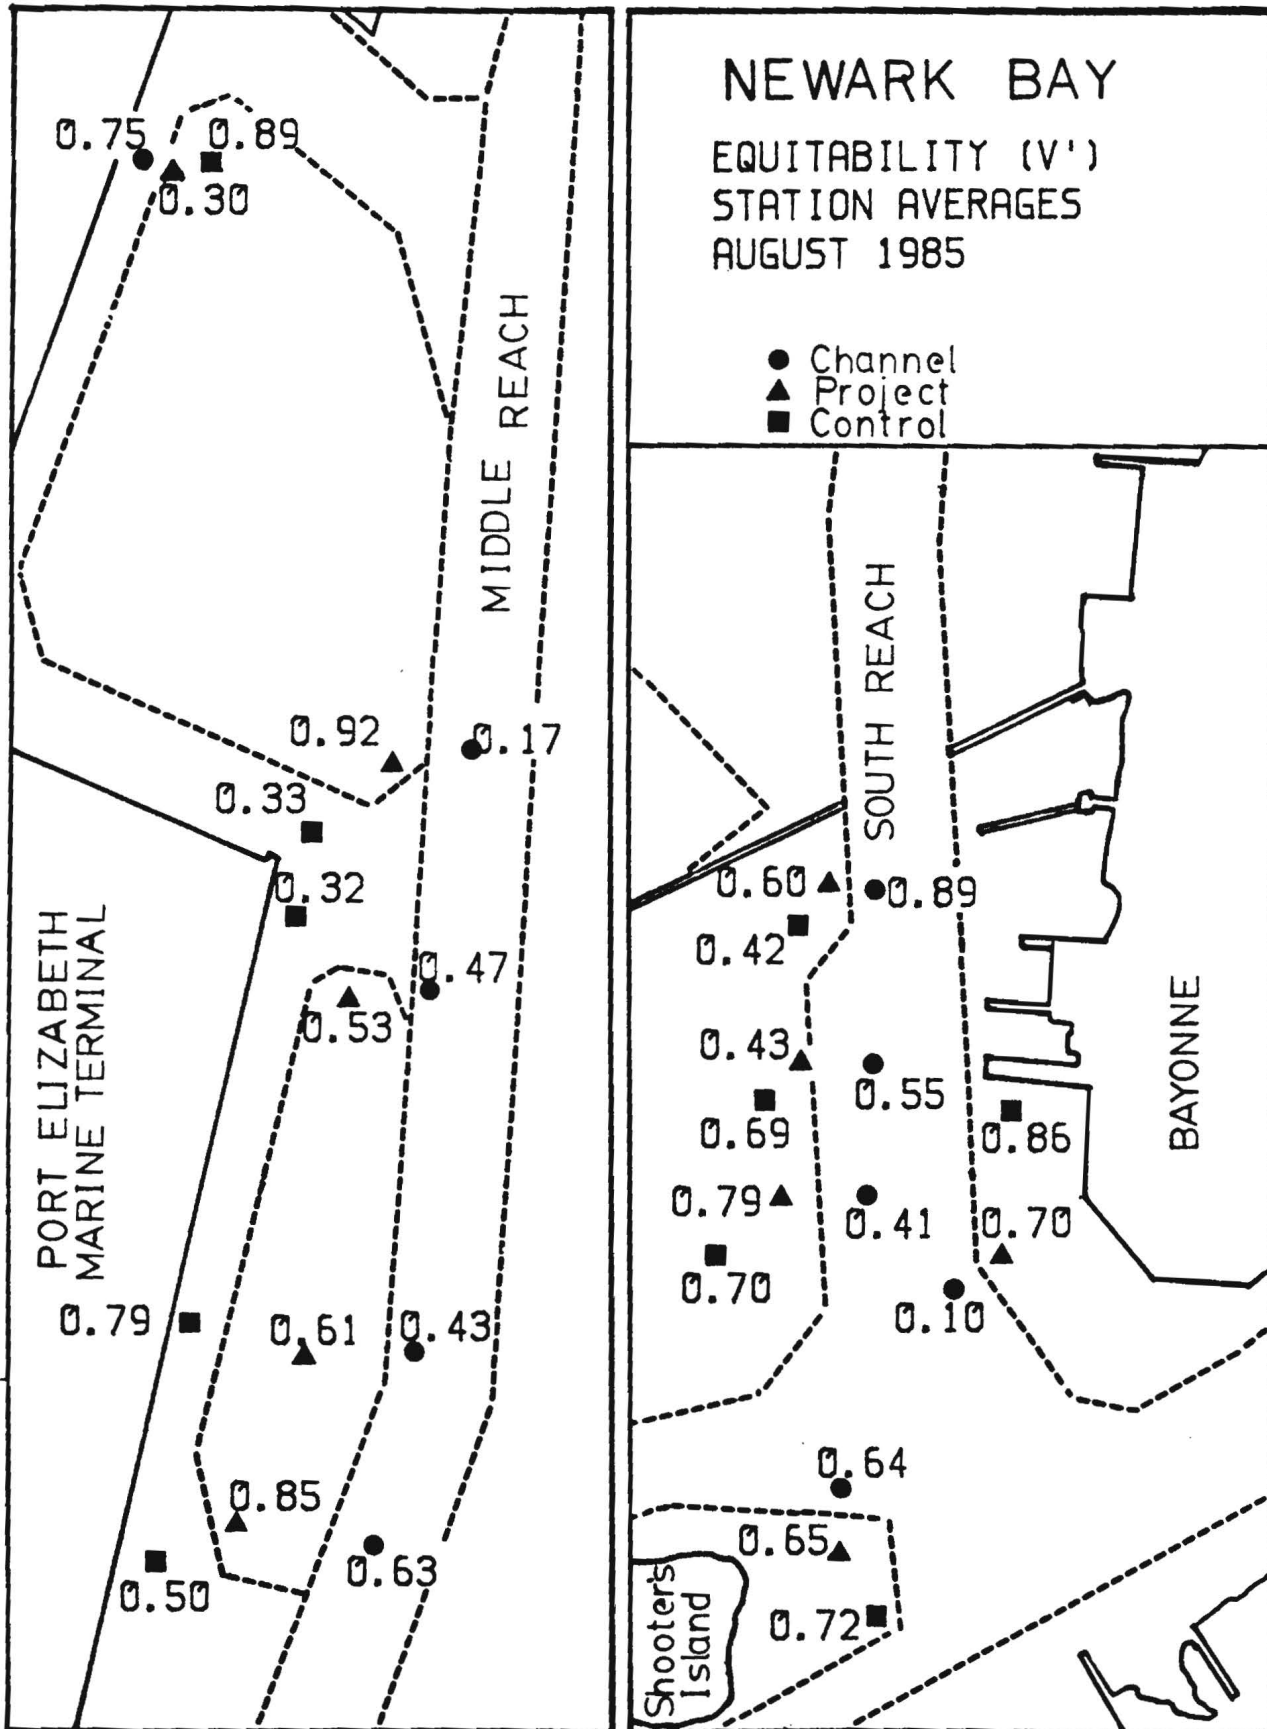 NEWARK BAY
EQUITABILITY (V')
STATION AVERAGES
AUGUST 1985
Channel
Project
Control
0.75
0.89
0.30
MIDDLE REACH
0.92
0.17
0.33
0.32
0.47
0.53
PORT ELIZABETH
MARINE TERMINAL
0.79
0.61
0.43
0.85
0.63
0.50
SOUTH REACH
0.60
0.89
0.42
0.43
0.55
0.69
0.86
0.79
0.41
0.70
0.70
0.10
BAYONNE
0.64
0.65
0.72
Shooter's
Island